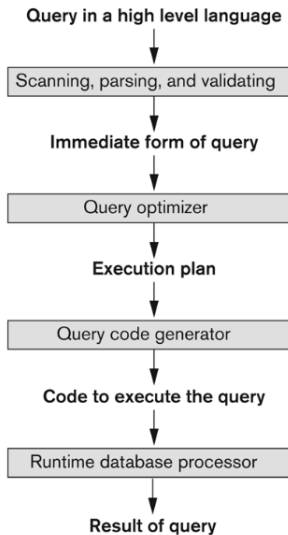 Query in a high level language
Scanning, parsing, and validating
Immediate form of query
Query optimizer
Execution plan
Query code generator
Code to execute the query
Runtime database processor
Result of query